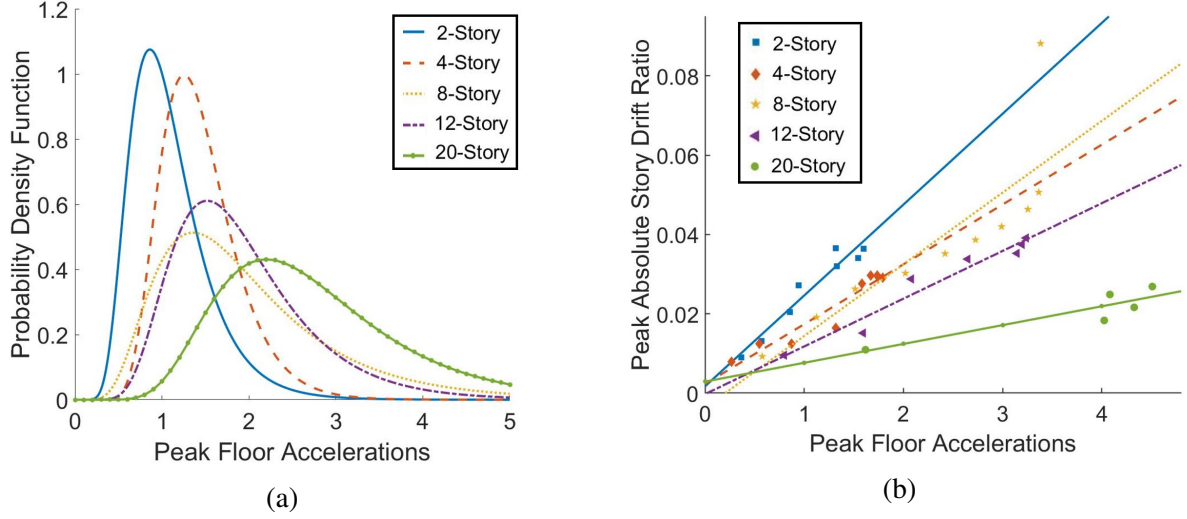 1.2
1
0.8
0.6
0.4
0.2
0
Probability Density Function
2-Story
4-Story
8-Story
12-Story
20-Story
0 1 2 3 4 5
Peak Floor Accelerations
(a)
0.08
0.06
0.04
0.02
0
Peak Absolute Story Drift Ratio
2-Story
4-Story
8-Story
12-Story
20-Story
0 1 2 3 4
Peak Floor Accelerations
(b)